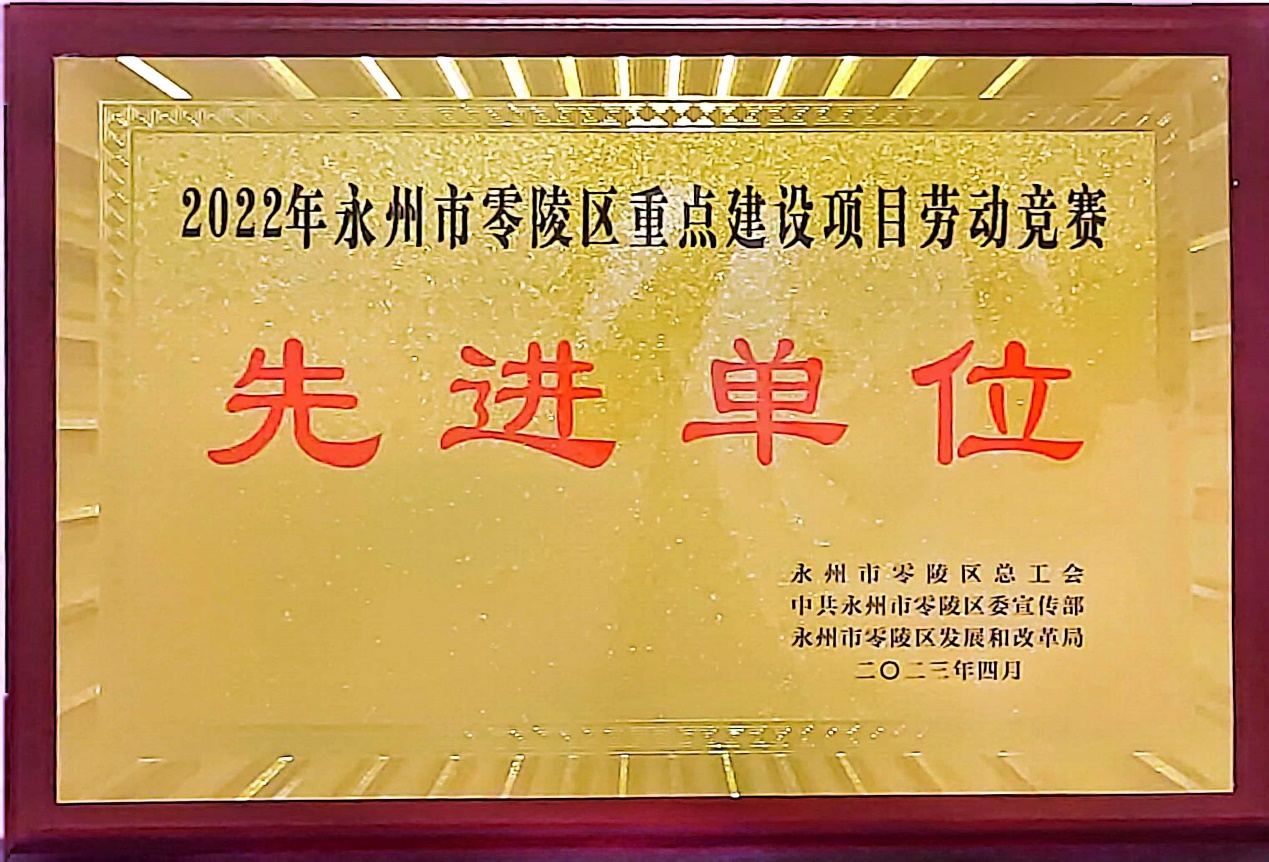 2022年永州市零陵区重点建设项目劳动竞赛
先进单位
永州市零陵区总工会
中共永州市零陵区委宣传部
永州市零陵区发展和改革局
二〇二三年四月